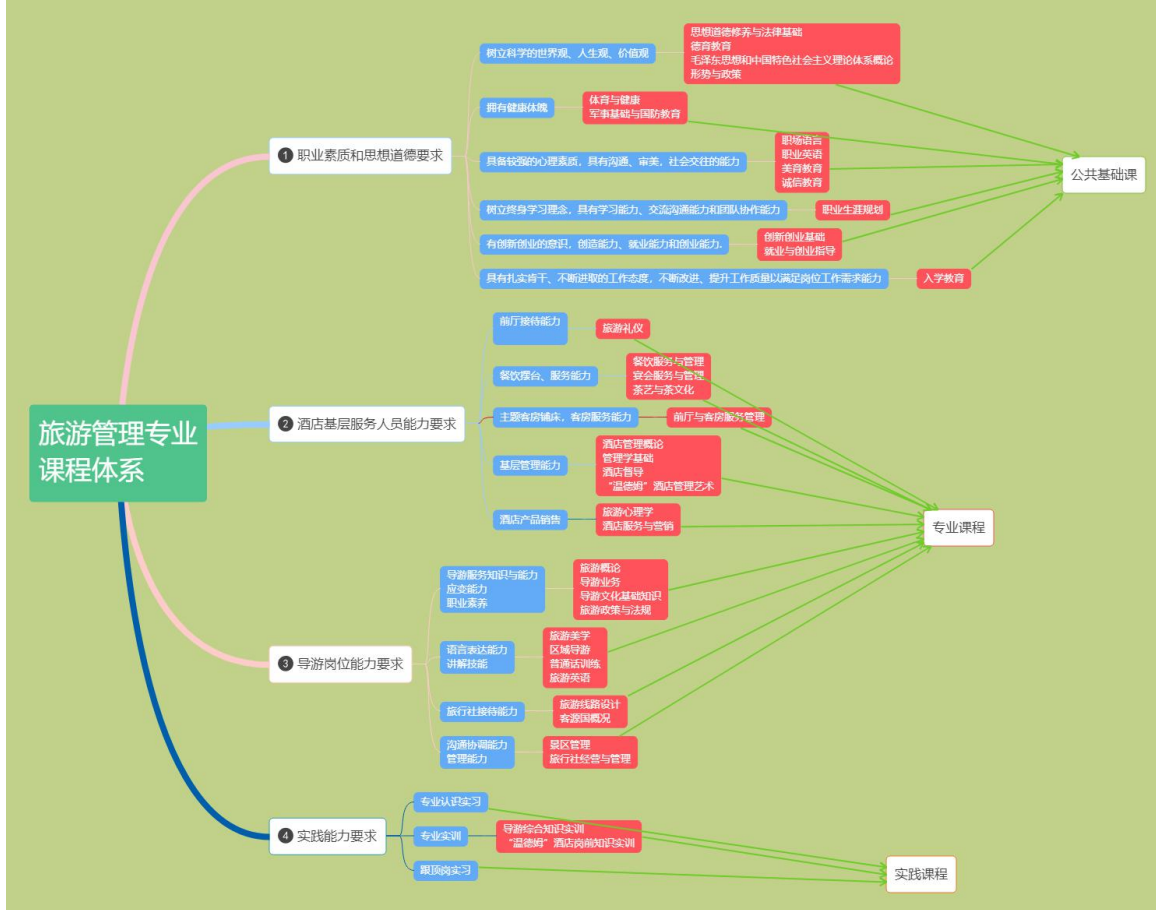 旅游管理专业
课程体系
❶ 职业素质和思想道德要求
树立科学的世界观、人生观、价值观
思想道德修养与法律基础
德育教育
毛泽东思想和中国特色社会主义理论体系概论
形势与政策
拥有健康体魄
体育与健康
军事基础与国防教育
具备较强的心理素质，具有沟通、审美，社会交往的能力
职场语言
职业英语
美育教育
诚信教育
树立终身学习理念，具有学习能力、交流沟通能力和团队协作能力
职业生涯规划
有创新创业的意识，创造能力、就业能力和创业能力.
创新创业基础
就业与创业指导
具有扎实肯干、不断进取的工作态度，不断改进、提升工作质量以满足岗位工作需求能力
入学教育
公共基础课
❷ 酒店基层服务人员能力要求
前厅接待能力
旅游礼仪
餐饮摆台、服务能力
餐饮服务与管理
宴会服务与管理
茶艺与茶文化
主题客房铺床，客房服务能力
前厅与客房服务管理
基层管理能力
酒店管理概论
管理学基础
酒店督导
“温德姆”酒店管理艺术
酒店产品销售
旅游心理学
酒店服务与营销
专业课程
❸ 导游岗位能力要求
导游服务知识与能力
应变能力
职业素养
旅游概论
导游业务
导游文化基础知识
旅游政策与法规
语言表达能力
讲解技能
旅游美学
区域导游
普通话训练
旅游英语
旅行社接待能力
旅游线路设计
客源国概况
沟通协调能力
管理能力
景区管理
旅行社经营与管理
❹ 实践能力要求
专业认识实习
专业实训
导游综合知识实训
“温德姆”酒店岗前知识实训
跟顶岗实习
实践课程